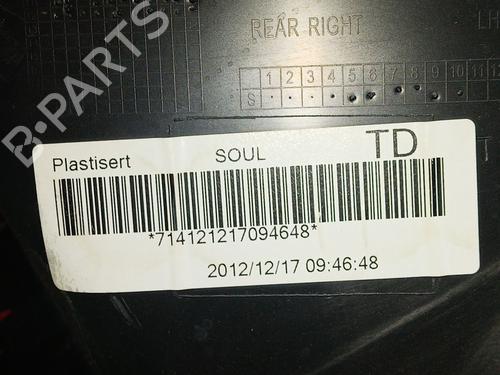 REAR RIGHT
1 2 3 4 5 6 7 8 9 10 11
S
B-PARTS
Plastisert SOUL TD
*714121217094648*
2012/12/17 09:46:48